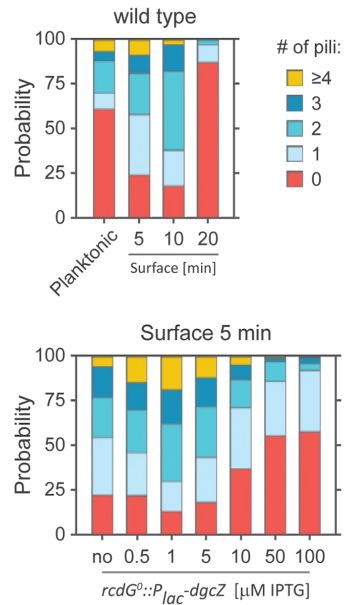 wild type
# of pili:
≥4
3
2
1
0
Probability
100
75
50
25
0
Planktonic 5 10 20
Surface [min]
Surface 5 min
Probability
100
75
50
25
0
no 0.5 1 5 10 50 100
rcdG⁰::Plac-dgcZ [µM IPTG]